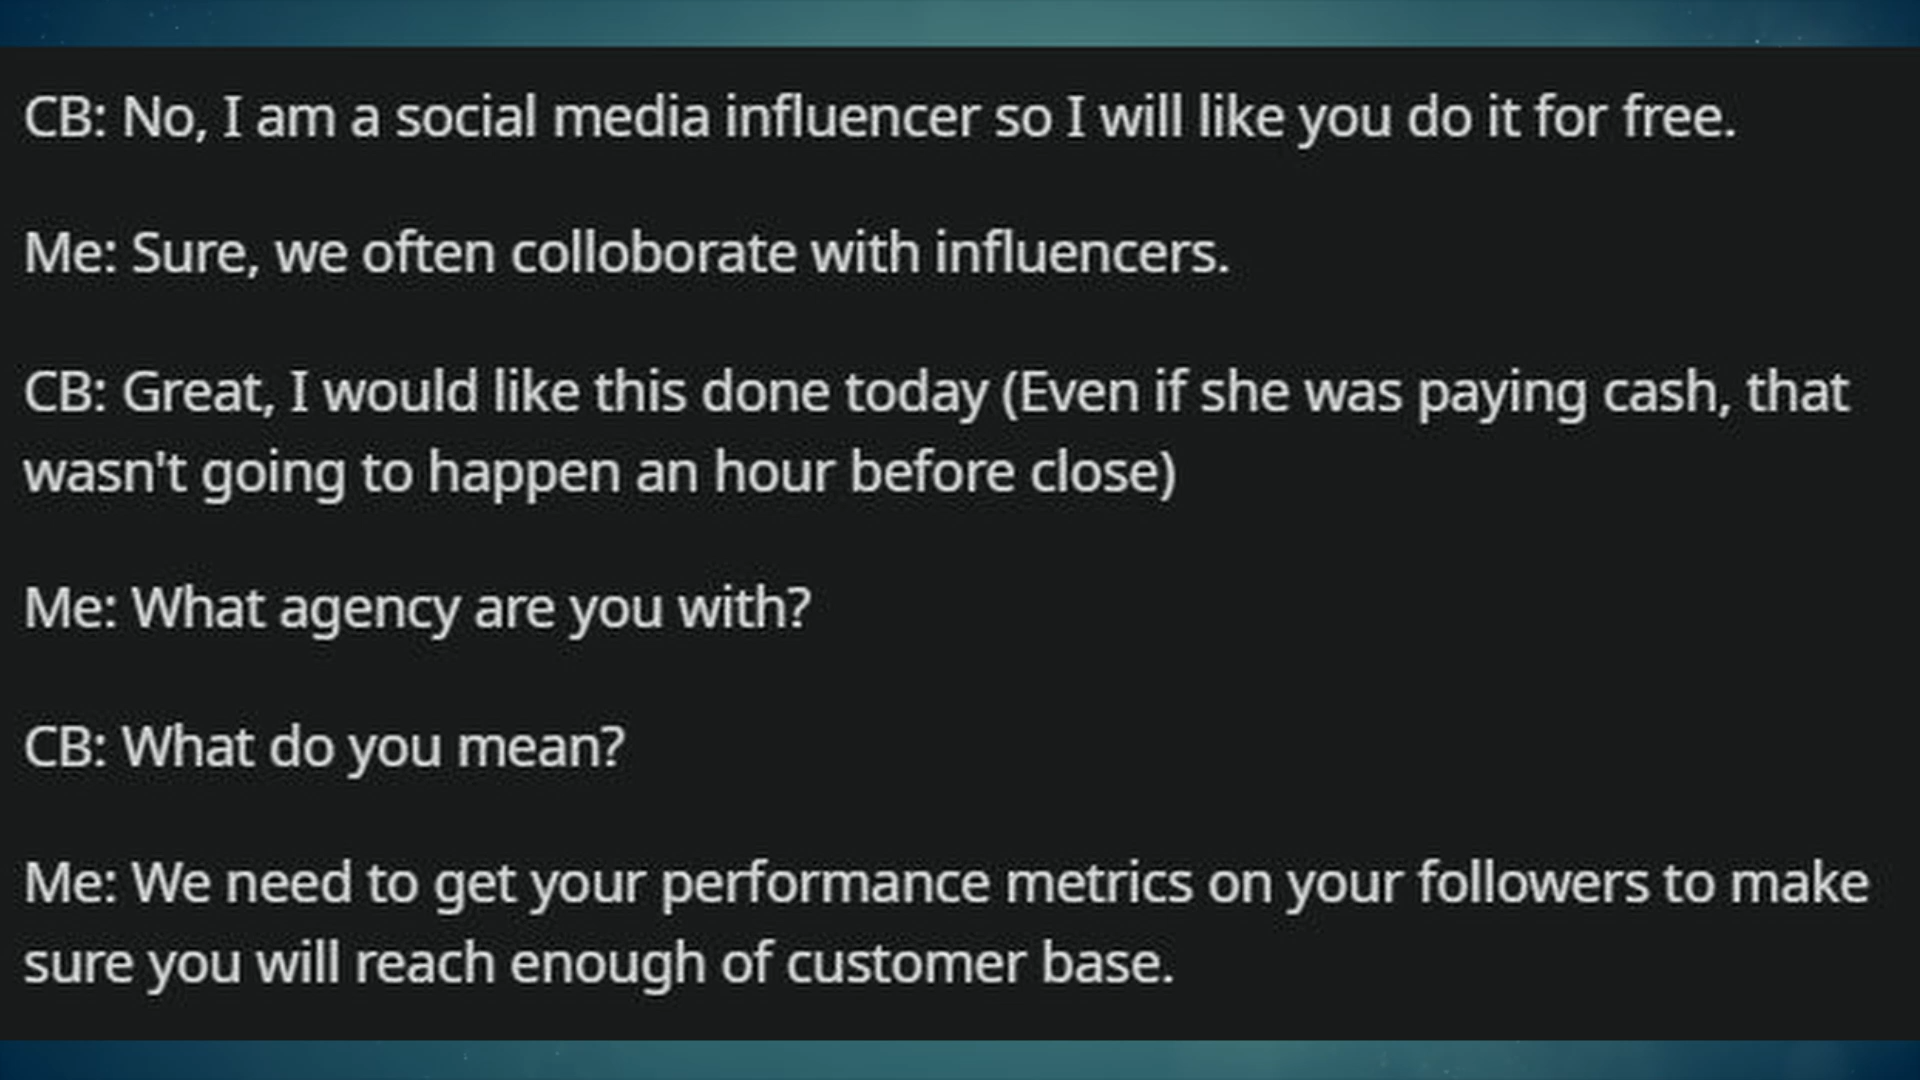 CB: No, I am a social media influencer so I will like you do it for free.
Me: Sure, we often colloborate with influencers.
CB: Great, I would like this done today (Even if she was paying cash, that
wasn't going to happen an hour before close)
Me: What agency are you with?
CB: What do you mean?
Me: We need to get your performance metrics on your followers to make
sure you will reach enough of customer base.